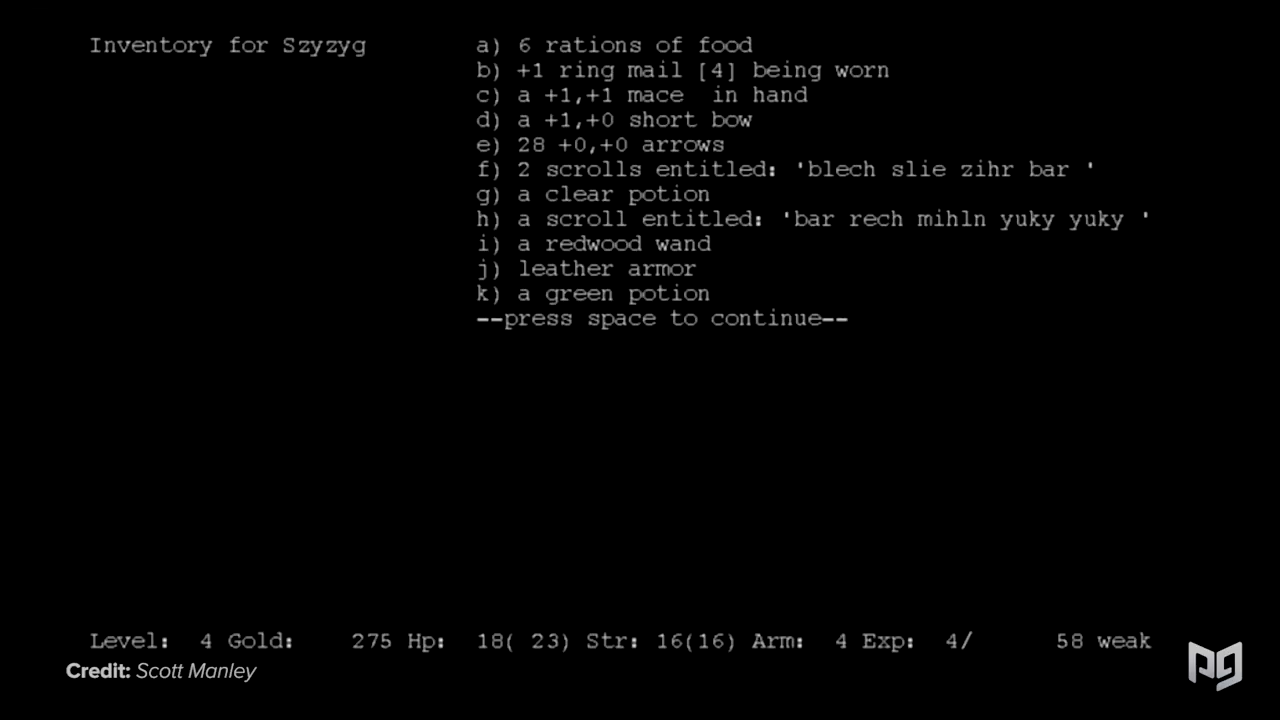 Inventory for Szyzyg
a) 6 rations of food
b) +1 ring mail [4] being worn
c) a +1,+1 mace  in hand
d) a +1,+0 short bow
e) 28 +0,+0 arrows
f) 2 scrolls entitled: 'blech slie zihr bar '
g) a clear potion
h) a scroll entitled: 'bar rech mihln yuky yuky '
i) a redwood wand
j) leather armor
k) a green potion
--press space to continue--
Level:  4 Gold:    275 Hp:  18( 23) Str: 16(16) Arm:  4 Exp:  4/      58 weak
Credit: Scott Manley
pg